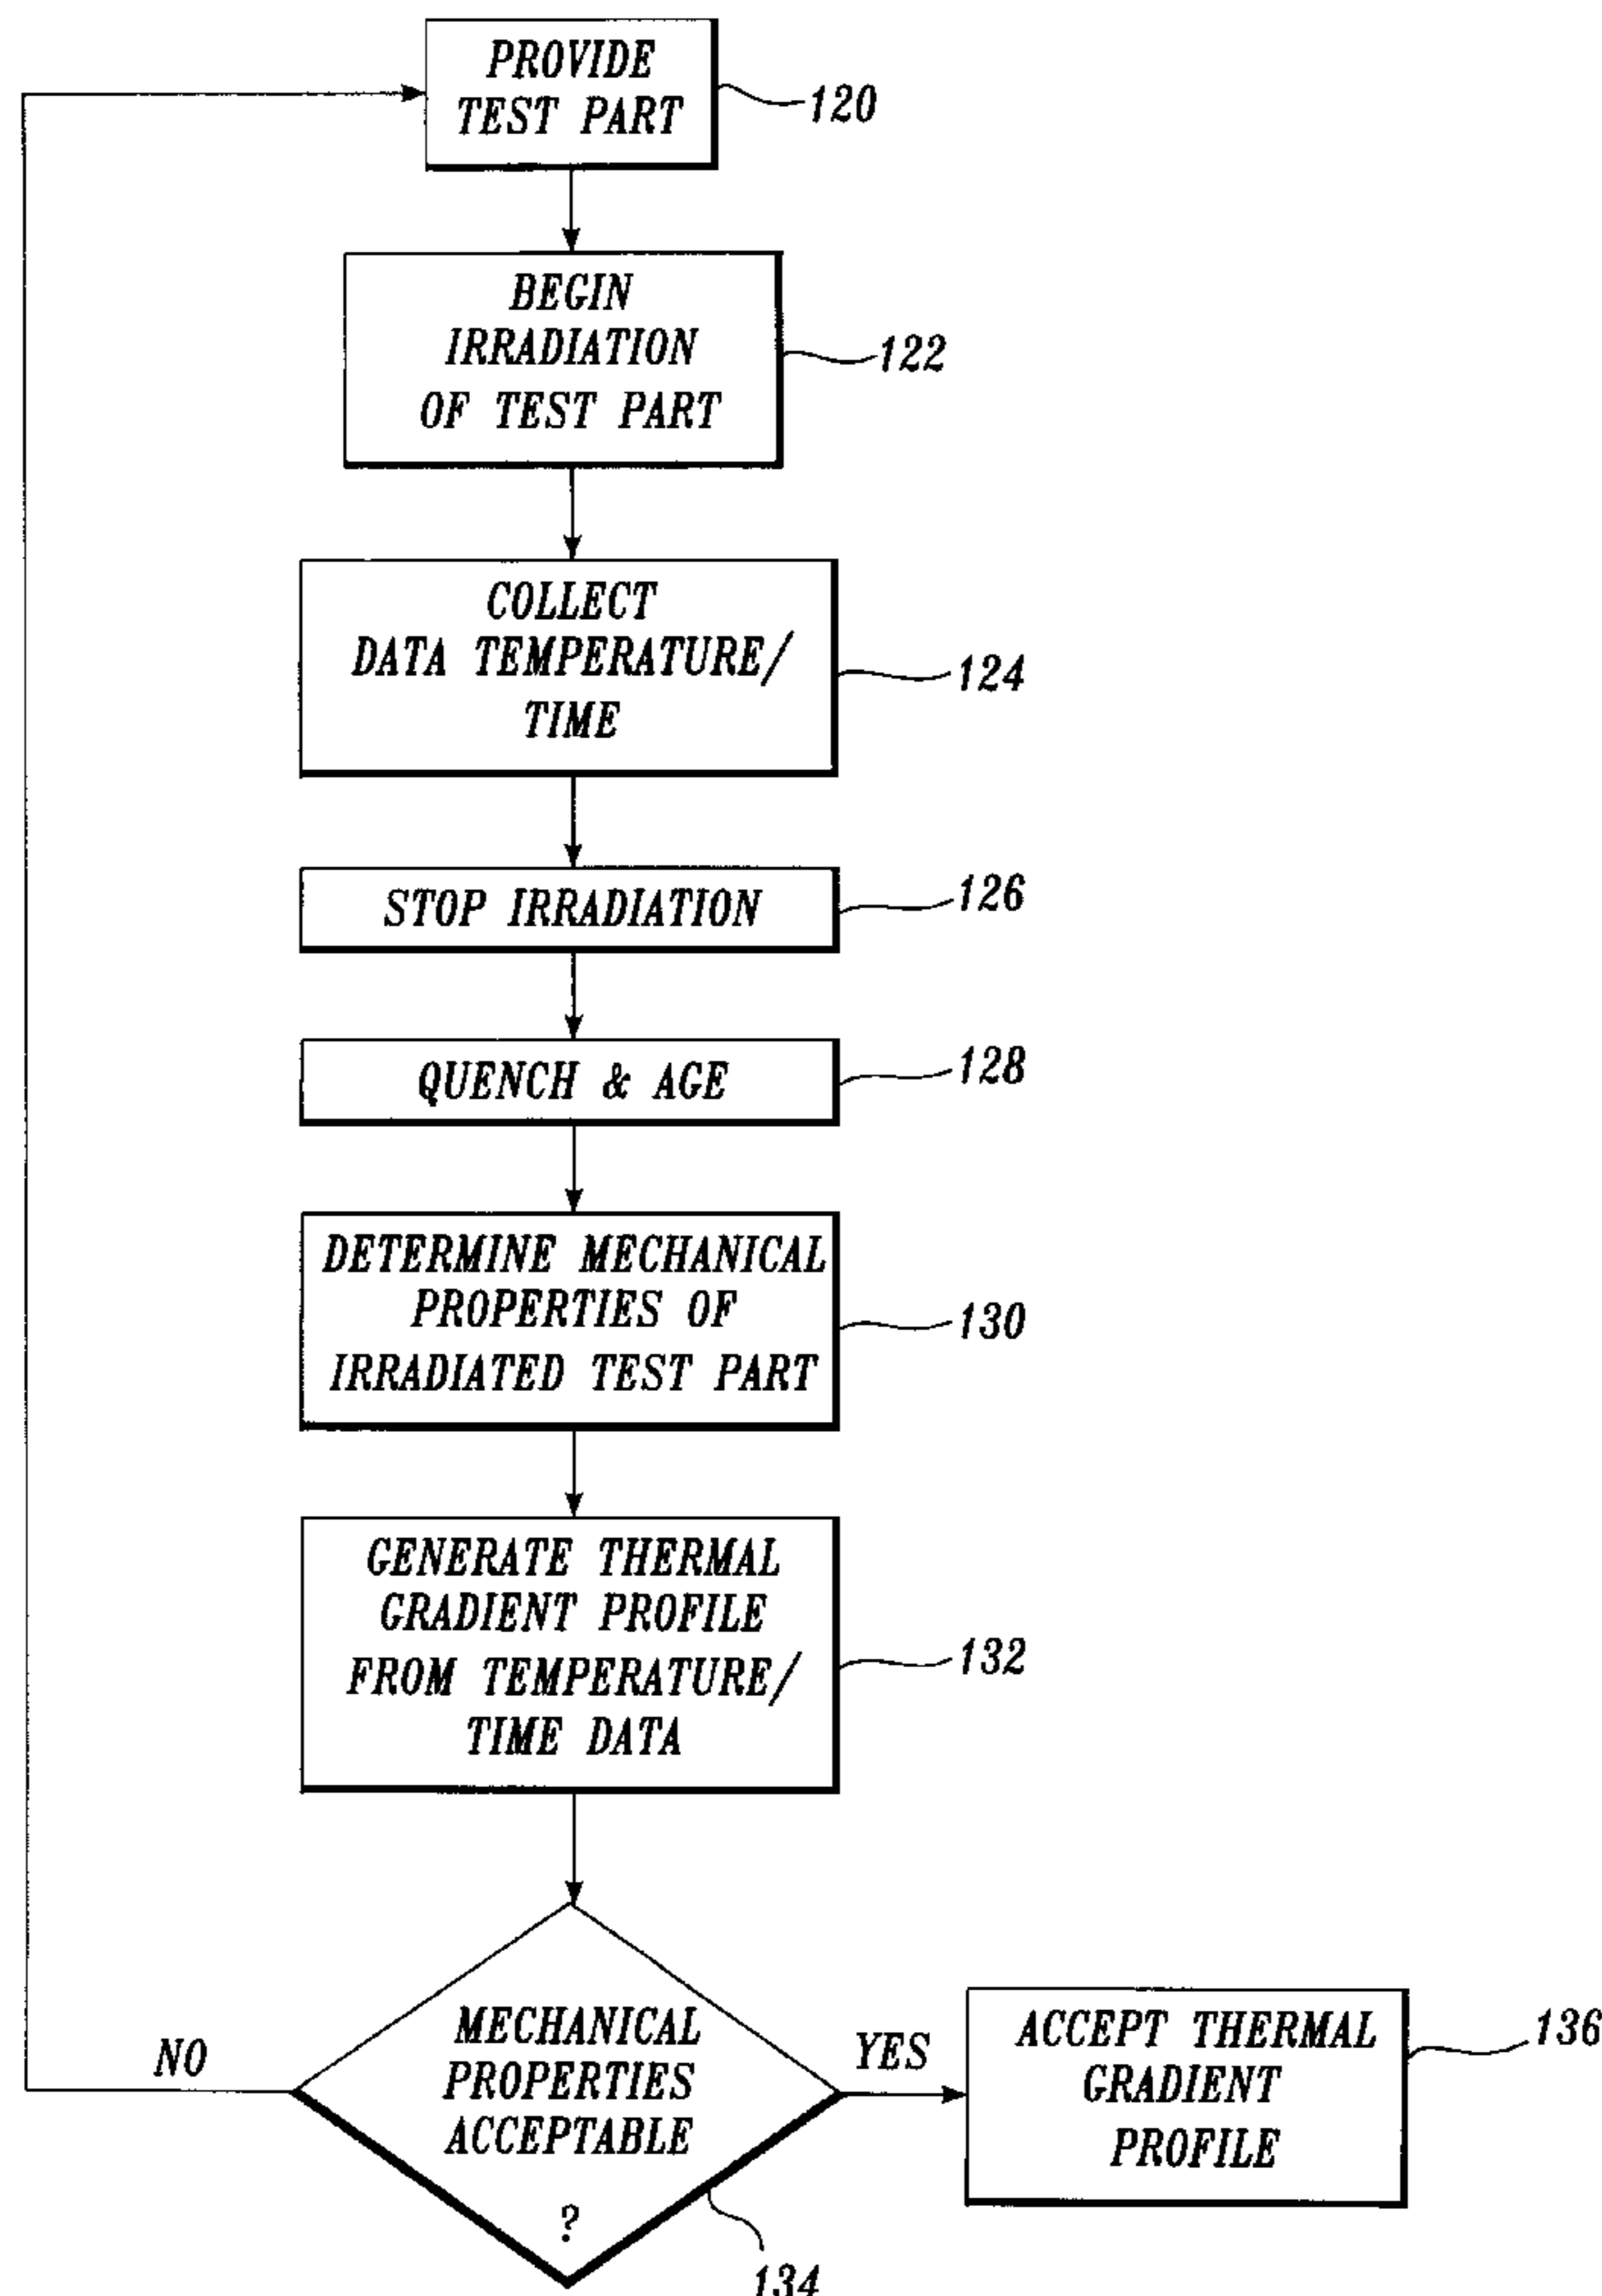 PROVIDE
TEST PART
120
BEGIN
IRRADIATION
OF TEST PART
122
COLLECT
DATA TEMPERATURE/
TIME
124
STOP IRRADIATION
126
QUENCH & AGE
128
DETERMINE MECHANICAL
PROPERTIES OF
IRRADIATED TEST PART
130
GENERATE THERMAL
GRADIENT PROFILE
FROM TEMPERATURE/
TIME DATA
132
NO
MECHANICAL
PROPERTIES
ACCEPTABLE
?
134
YES
ACCEPT THERMAL
GRADIENT
PROFILE
136